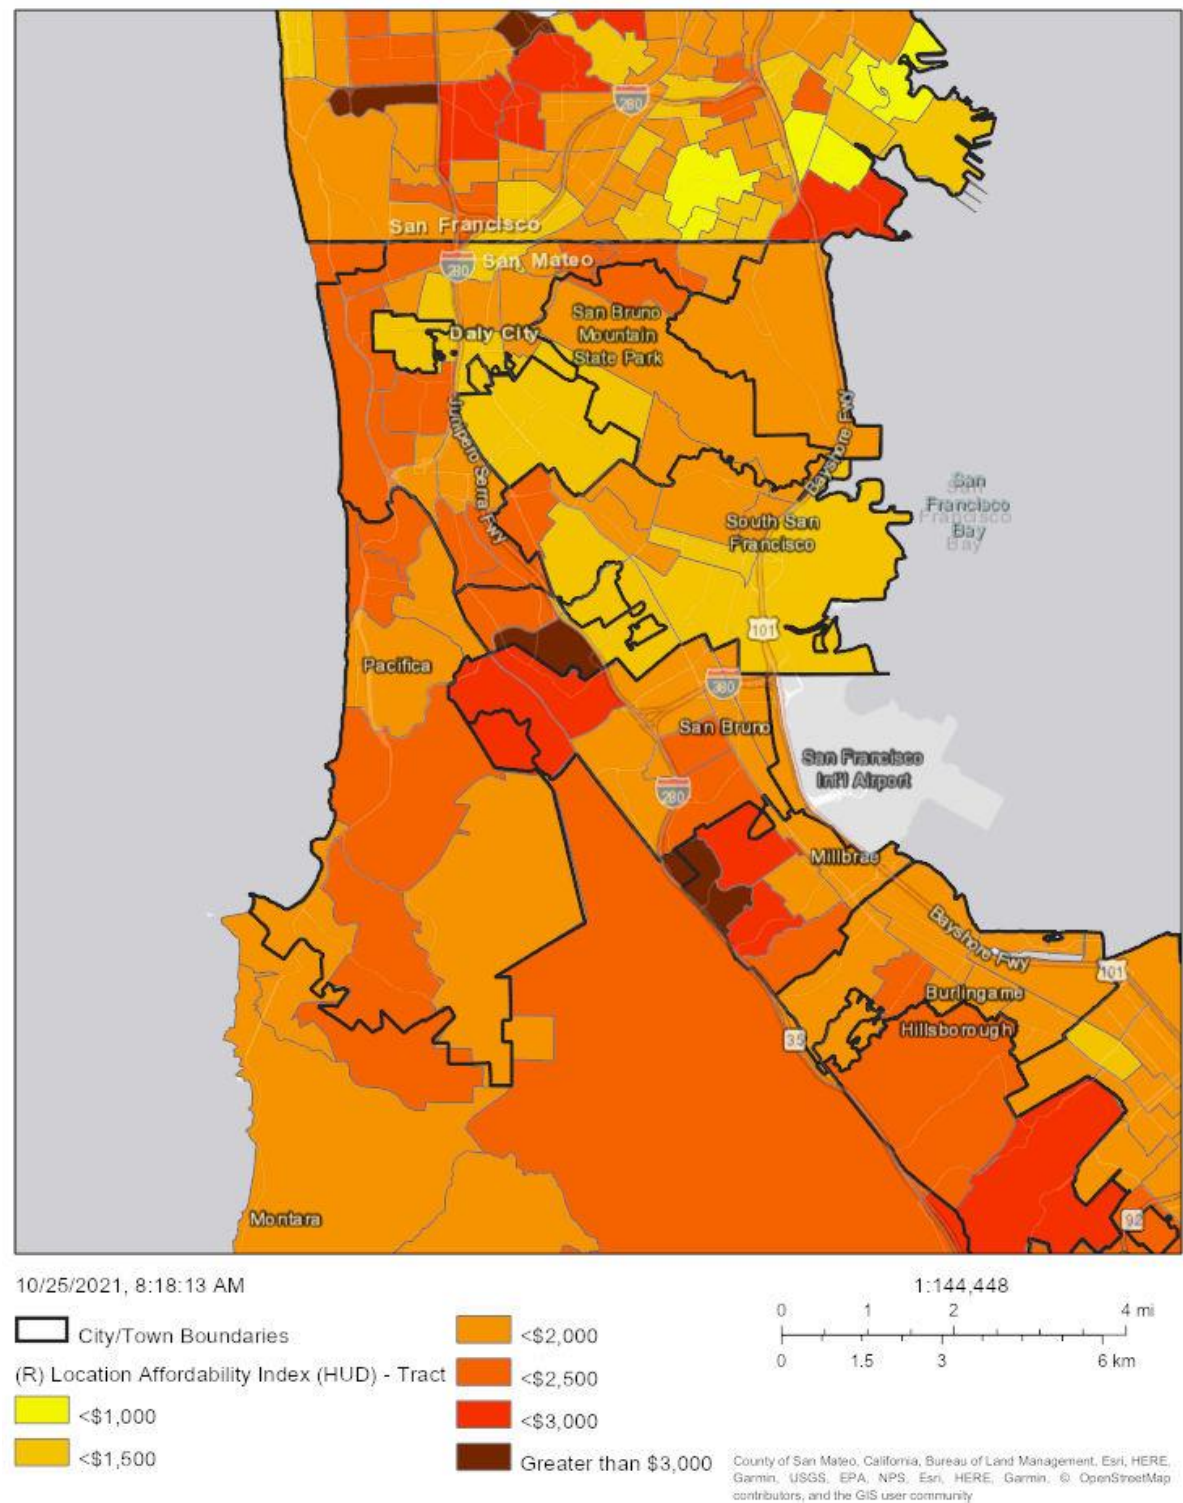 280
San Francisco
280
San Mateo
San Bruno
Mountain
State Park
Daly City
Junipero Serra Fwy
Bayshore Fwy
San
Francisco
Bay
San
Francisco
Bay
South San
Francisco
101
Pacifica
380
San Bruno
San Francisco
Int'l Airport
280
Millbrae
Bayshore Fwy
101
Burlingame
Hillsborough
35
Montara
92
10/25/2021, 8:18:13 AM
1:144,448
0 1 2 4 mi
0 1.5 3 6 km
City/Town Boundaries
(R) Location Affordability Index (HUD) - Tract
<$1,000
<$1,500
<$2,000
<$2,500
<$3,000
Greater than $3,000
County of San Mateo, California, Bureau of Land Management, Esri, HERE,
Garmin, USGS, EPA, NPS, Esri, HERE, Garmin, © OpenStreetMap
contributors, and the GIS user community